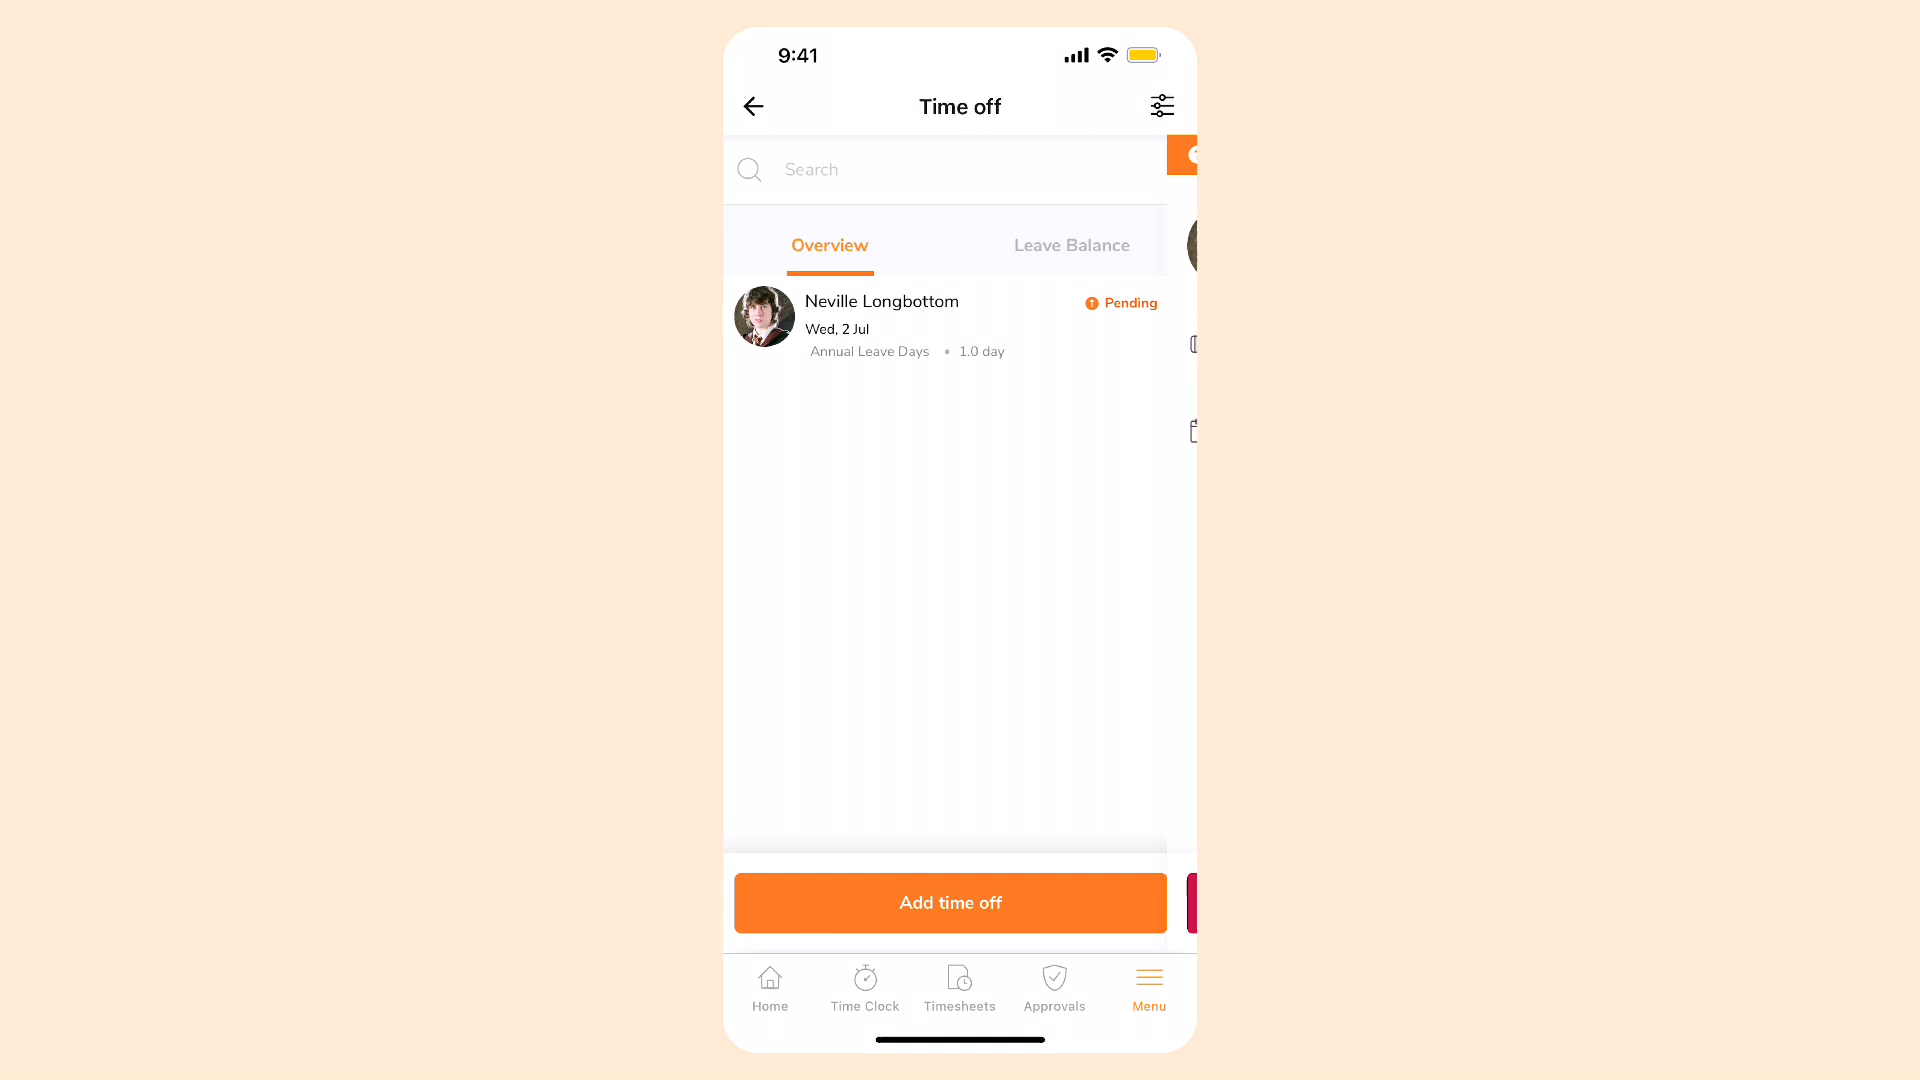 9:41
Time off
Search
Overview
Leave Balance
Neville Longbottom
Pending
Wed, 2 Jul
Annual Leave Days • 1.0 day
Add time off
Home
Time Clock
Timesheets
Approvals
Menu